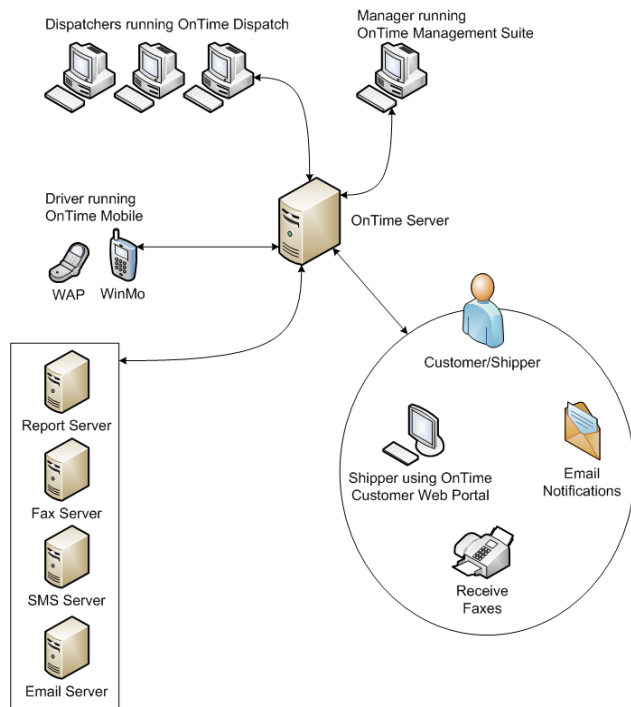 Dispatchers running OnTime Dispatch
Manager running
OnTime Management Suite
OnTime Server
Driver running
OnTime Mobile
WAP
WinMo
Customer/Shipper
Report Server
Fax Server
SMS Server
Email Server
Shipper using OnTime
Customer Web Portal
Email
Notifications
Receive
Faxes